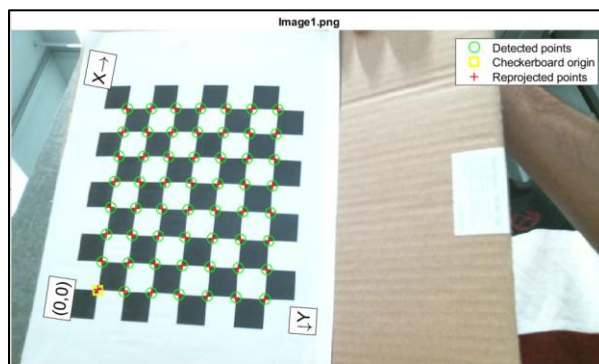 Image1.png
Detected points
Checkerboard origin
Reprojected points
X→
(0,0)
↓Y